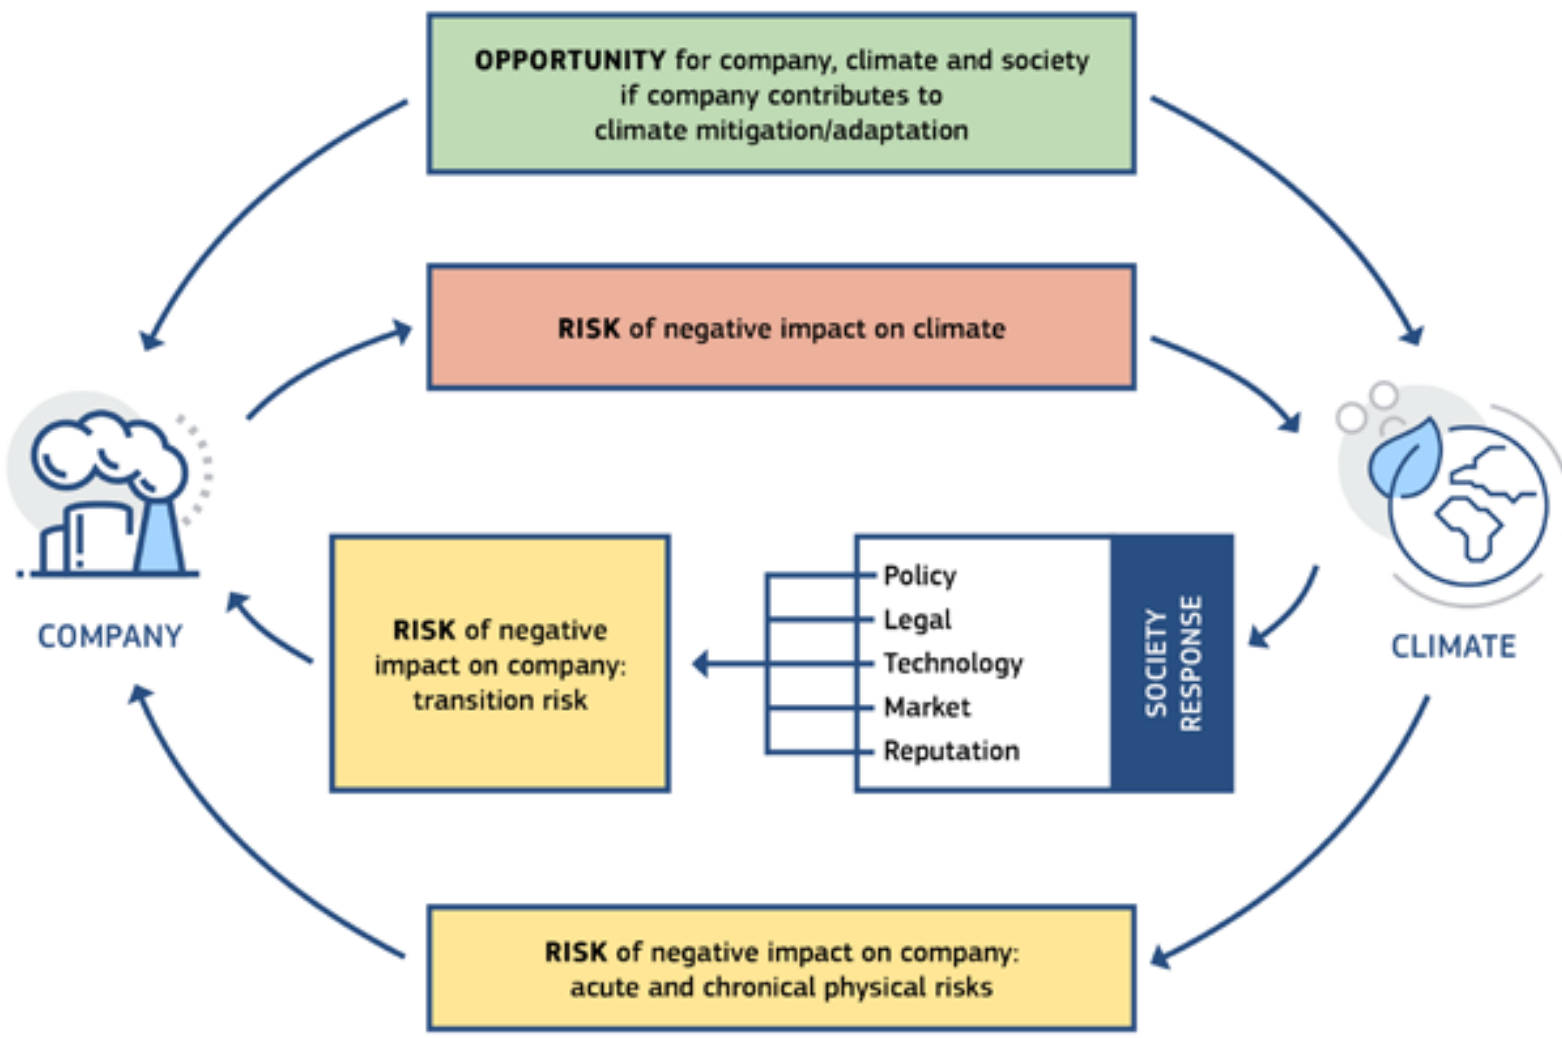 OPPORTUNITY for company, climate and society
if company contributes to
climate mitigation/adaptation
RISK of negative impact on climate
COMPANY
CLIMATE
RISK of negative
impact on company:
transition risk
Policy
Legal
Technology
Market
Reputation
SOCIETY
RESPONSE
RISK of negative impact on company:
acute and chronical physical risks